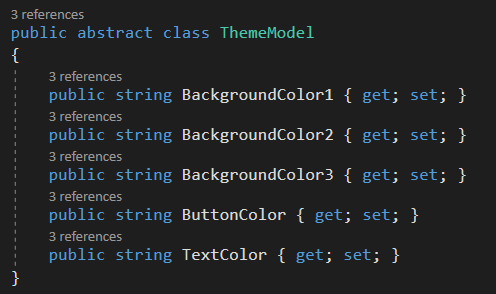 3 references
public abstract class ThemeModel
{
3 references
public string BackgroundColor1 { get; set; }
3 references
public string BackgroundColor2 { get; set; }
3 references
public string BackgroundColor3 { get; set; }
3 references
public string ButtonColor { get; set; }
3 references
public string TextColor { get; set; }
}